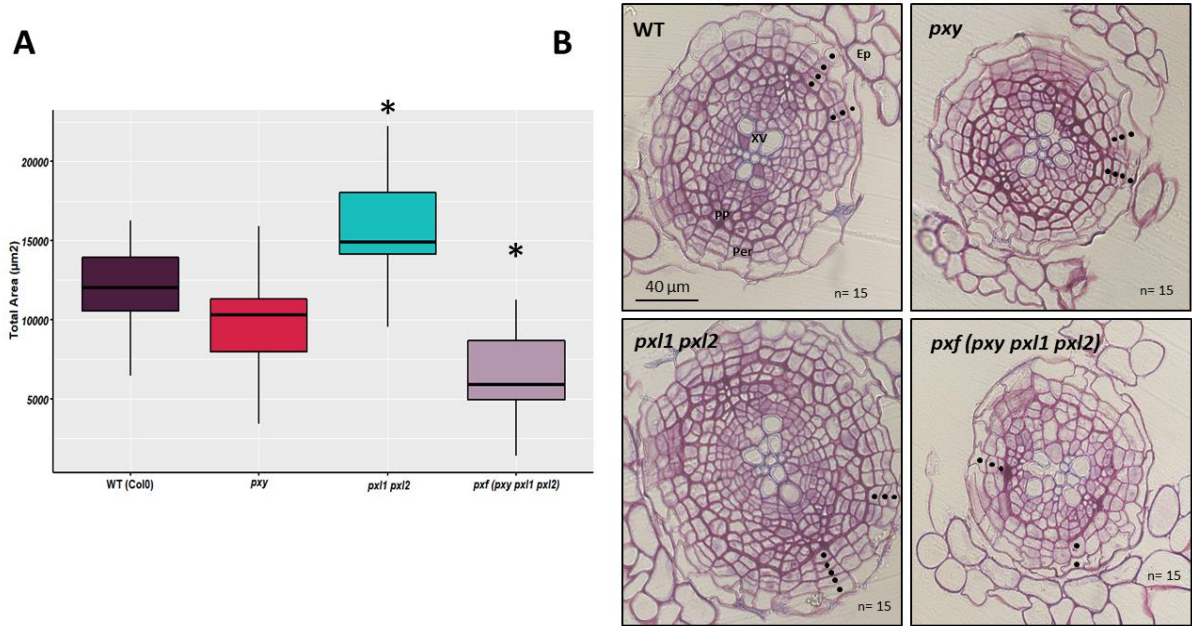 A
B
Total Area (µm2)
20000
15000
10000
5000
*
*
WT (Col0)
pxy
pxl1 pxl2
pxf (pxy pxl1 pxl2)
WT
Ep
XV
pp
Per
40 µm
n= 15
pxy
n= 15
pxl1 pxl2
n= 15
pxf (pxy pxl1 pxl2)
n= 15